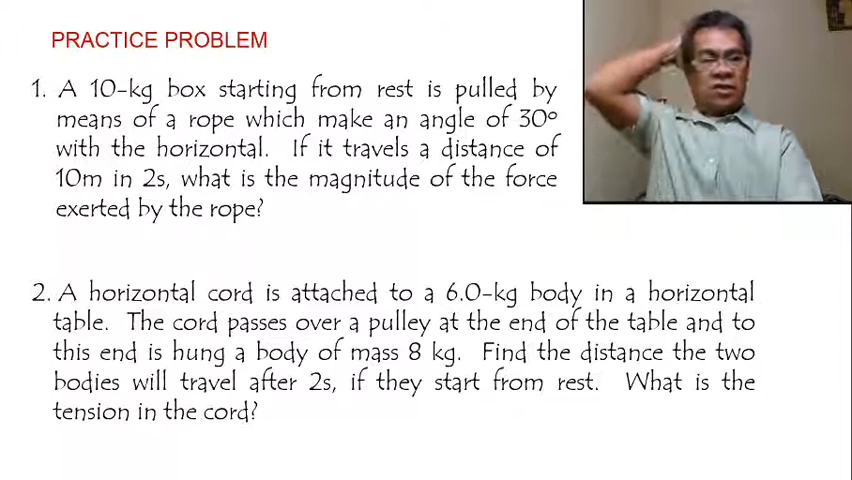 PRACTICE PROBLEM
1. A 10-kg box starting from rest is pulled by
means of a rope which make an angle of 30º
with the horizontal. If it travels a distance of
10m in 2s, what is the magnitude of the force
exerted by the rope?
2. A horizontal cord is attached to a 6.0-kg body in a horizontal
table. The cord passes over a pulley at the end of the table and to
this end is hung a body of mass 8 kg. Find the distance the two
bodies will travel after 2s, if they start from rest. What is the
tension in the cord?